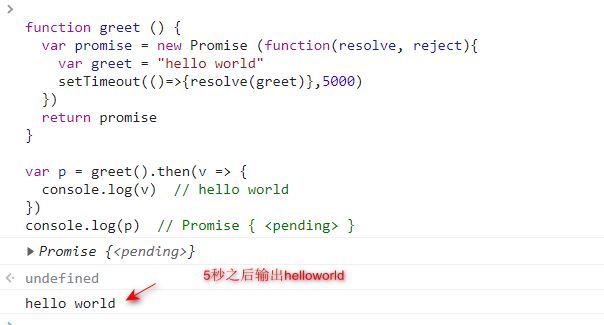 function greet () {
  var promise = new Promise (function(resolve, reject){
    var greet = "hello world"
    setTimeout(()=>{resolve(greet)},5000)
  })
  return promise
}
var p = greet().then(v => {
  console.log(v)  // hello world
})
console.log(p)  // Promise { <pending> }
Promise {<pending>}
undefined
5秒之后输出helloworld
hello world